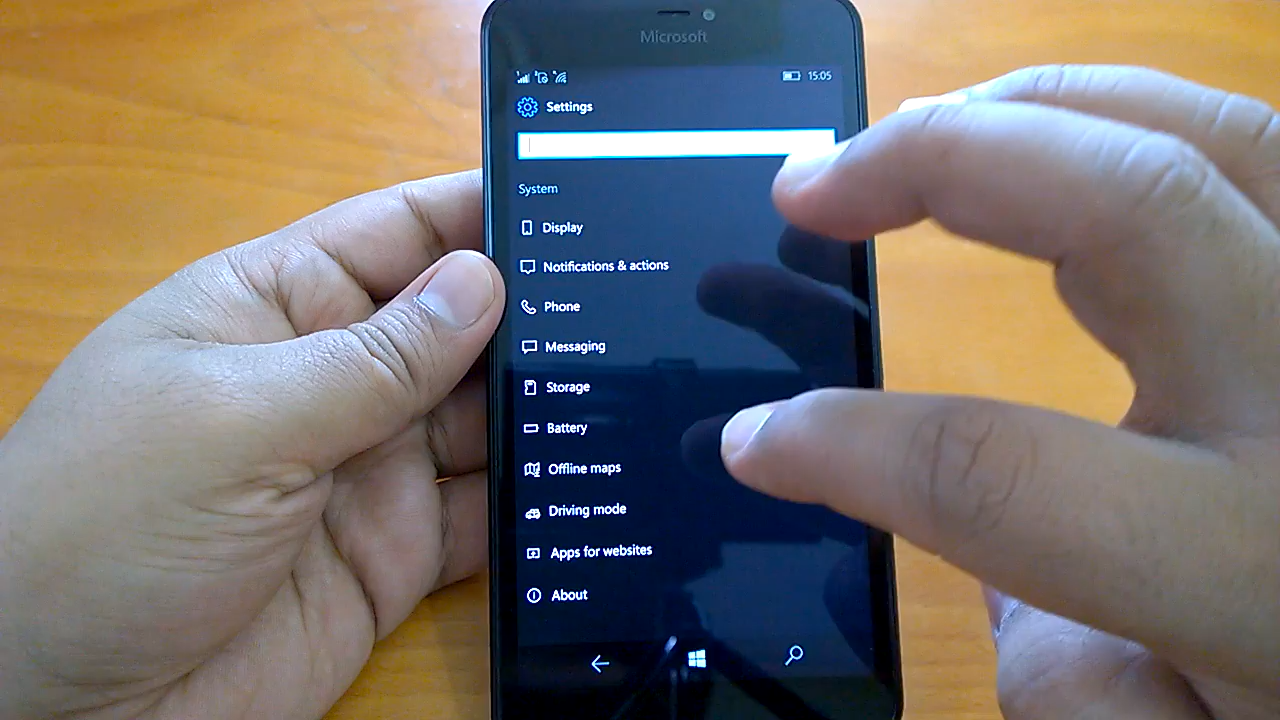 Microsoft
15:05
Settings
System
Display
Notifications & actions
Phone
Messaging
Storage
Battery
Offline maps
Driving mode
Apps for websites
About